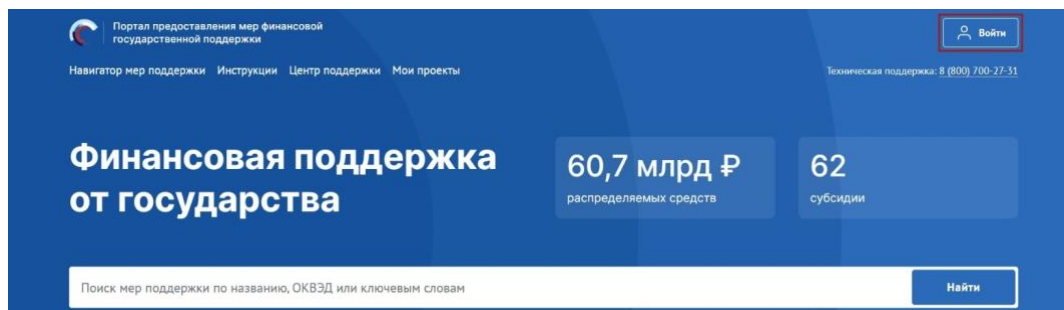 Портал предоставления мер финансовой
государственной поддержки
Войти
Навигатор мер поддержки Инструкции Центр поддержки Мои проекты
Техническая поддержка: 8 (800) 700-27-31
Финансовая поддержка
от государства
60,7 млрд ₽
распределяемых средств
62
субсидии
Поиск мер поддержки по названию, ОКВЭД или ключевым словам
Найти